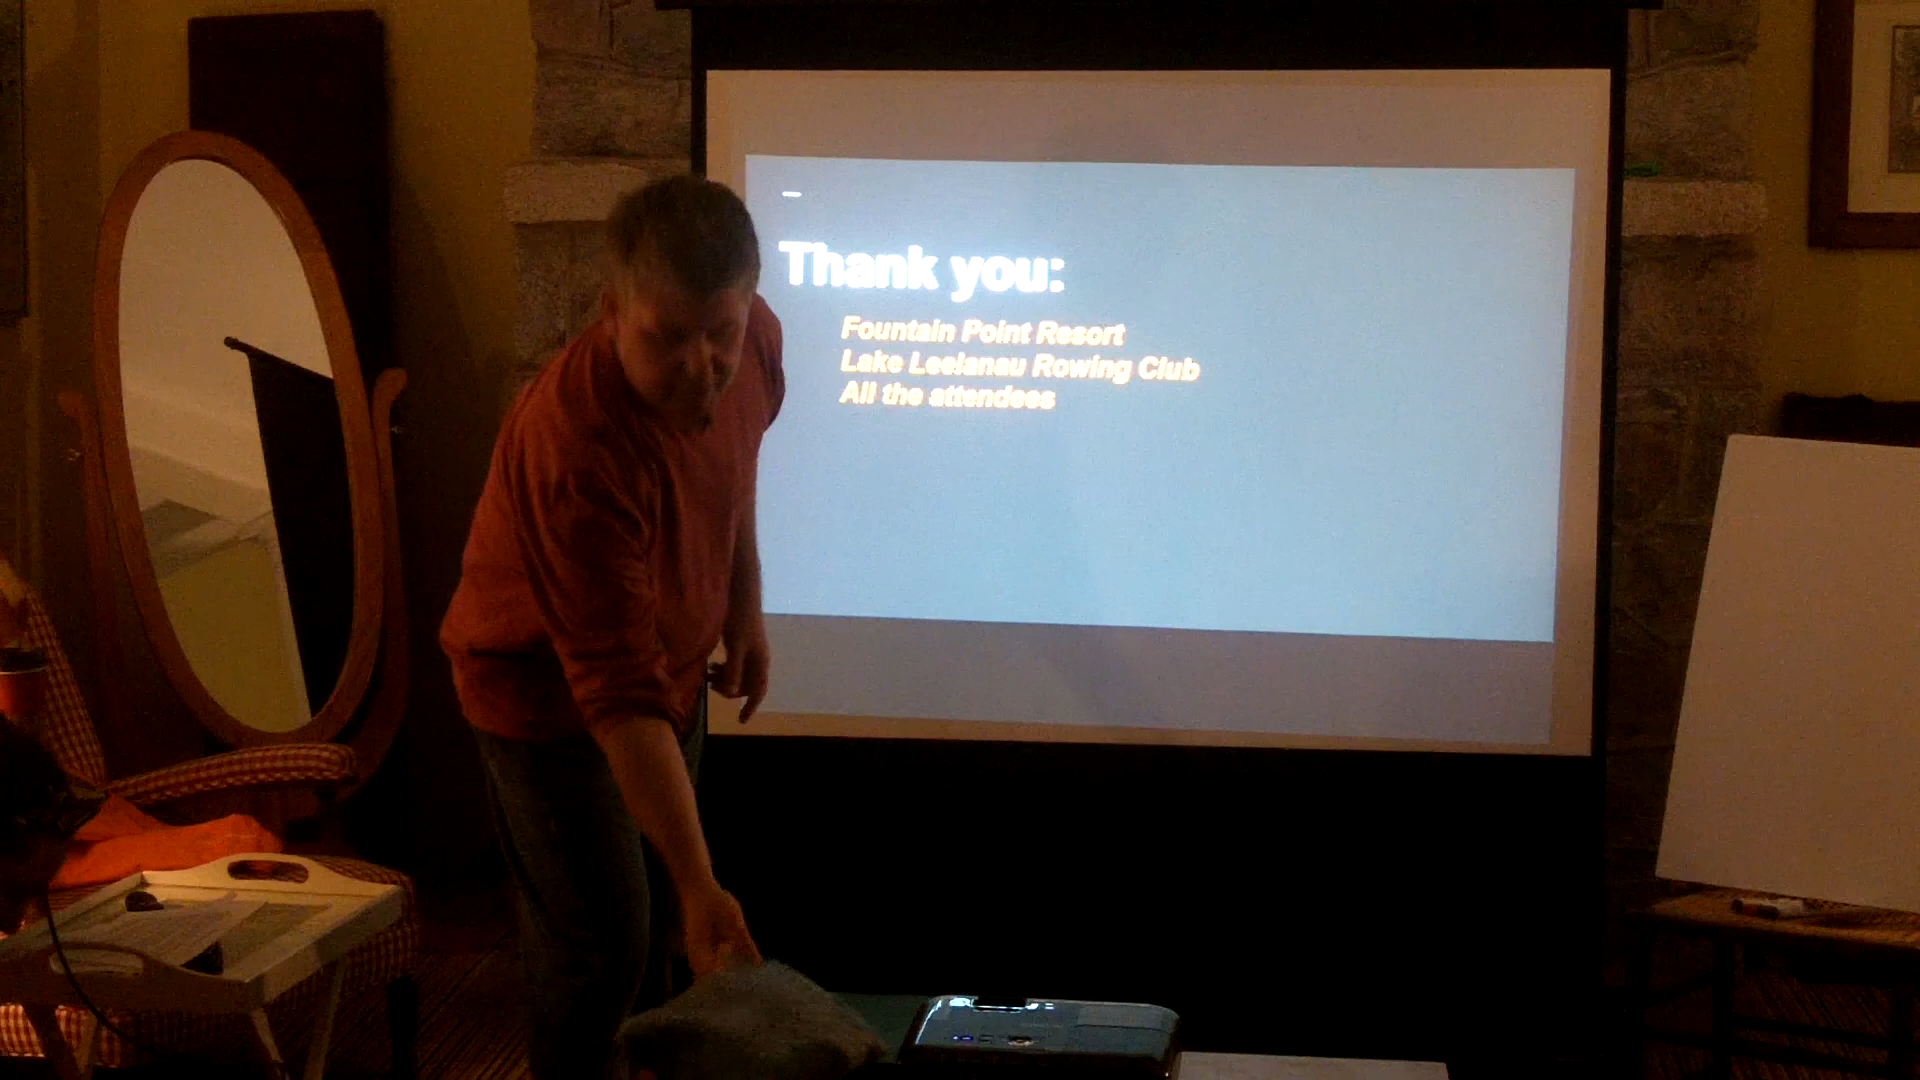 Thank you:
Fountain Point Resort
Lake Leelanau Rowing Club
All the attendees